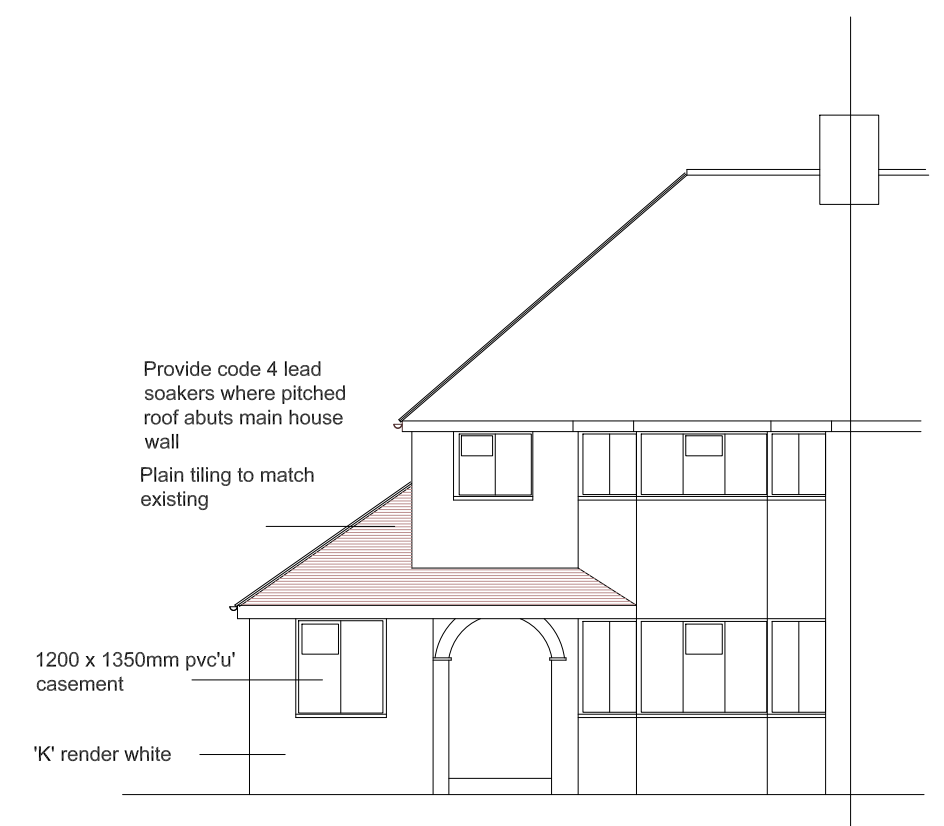 Provide code 4 lead
soakers where pitched
roof abuts main house
wall
Plain tiling to match
existing
1200 x 1350mm pvc'u'
casement
'K' render white